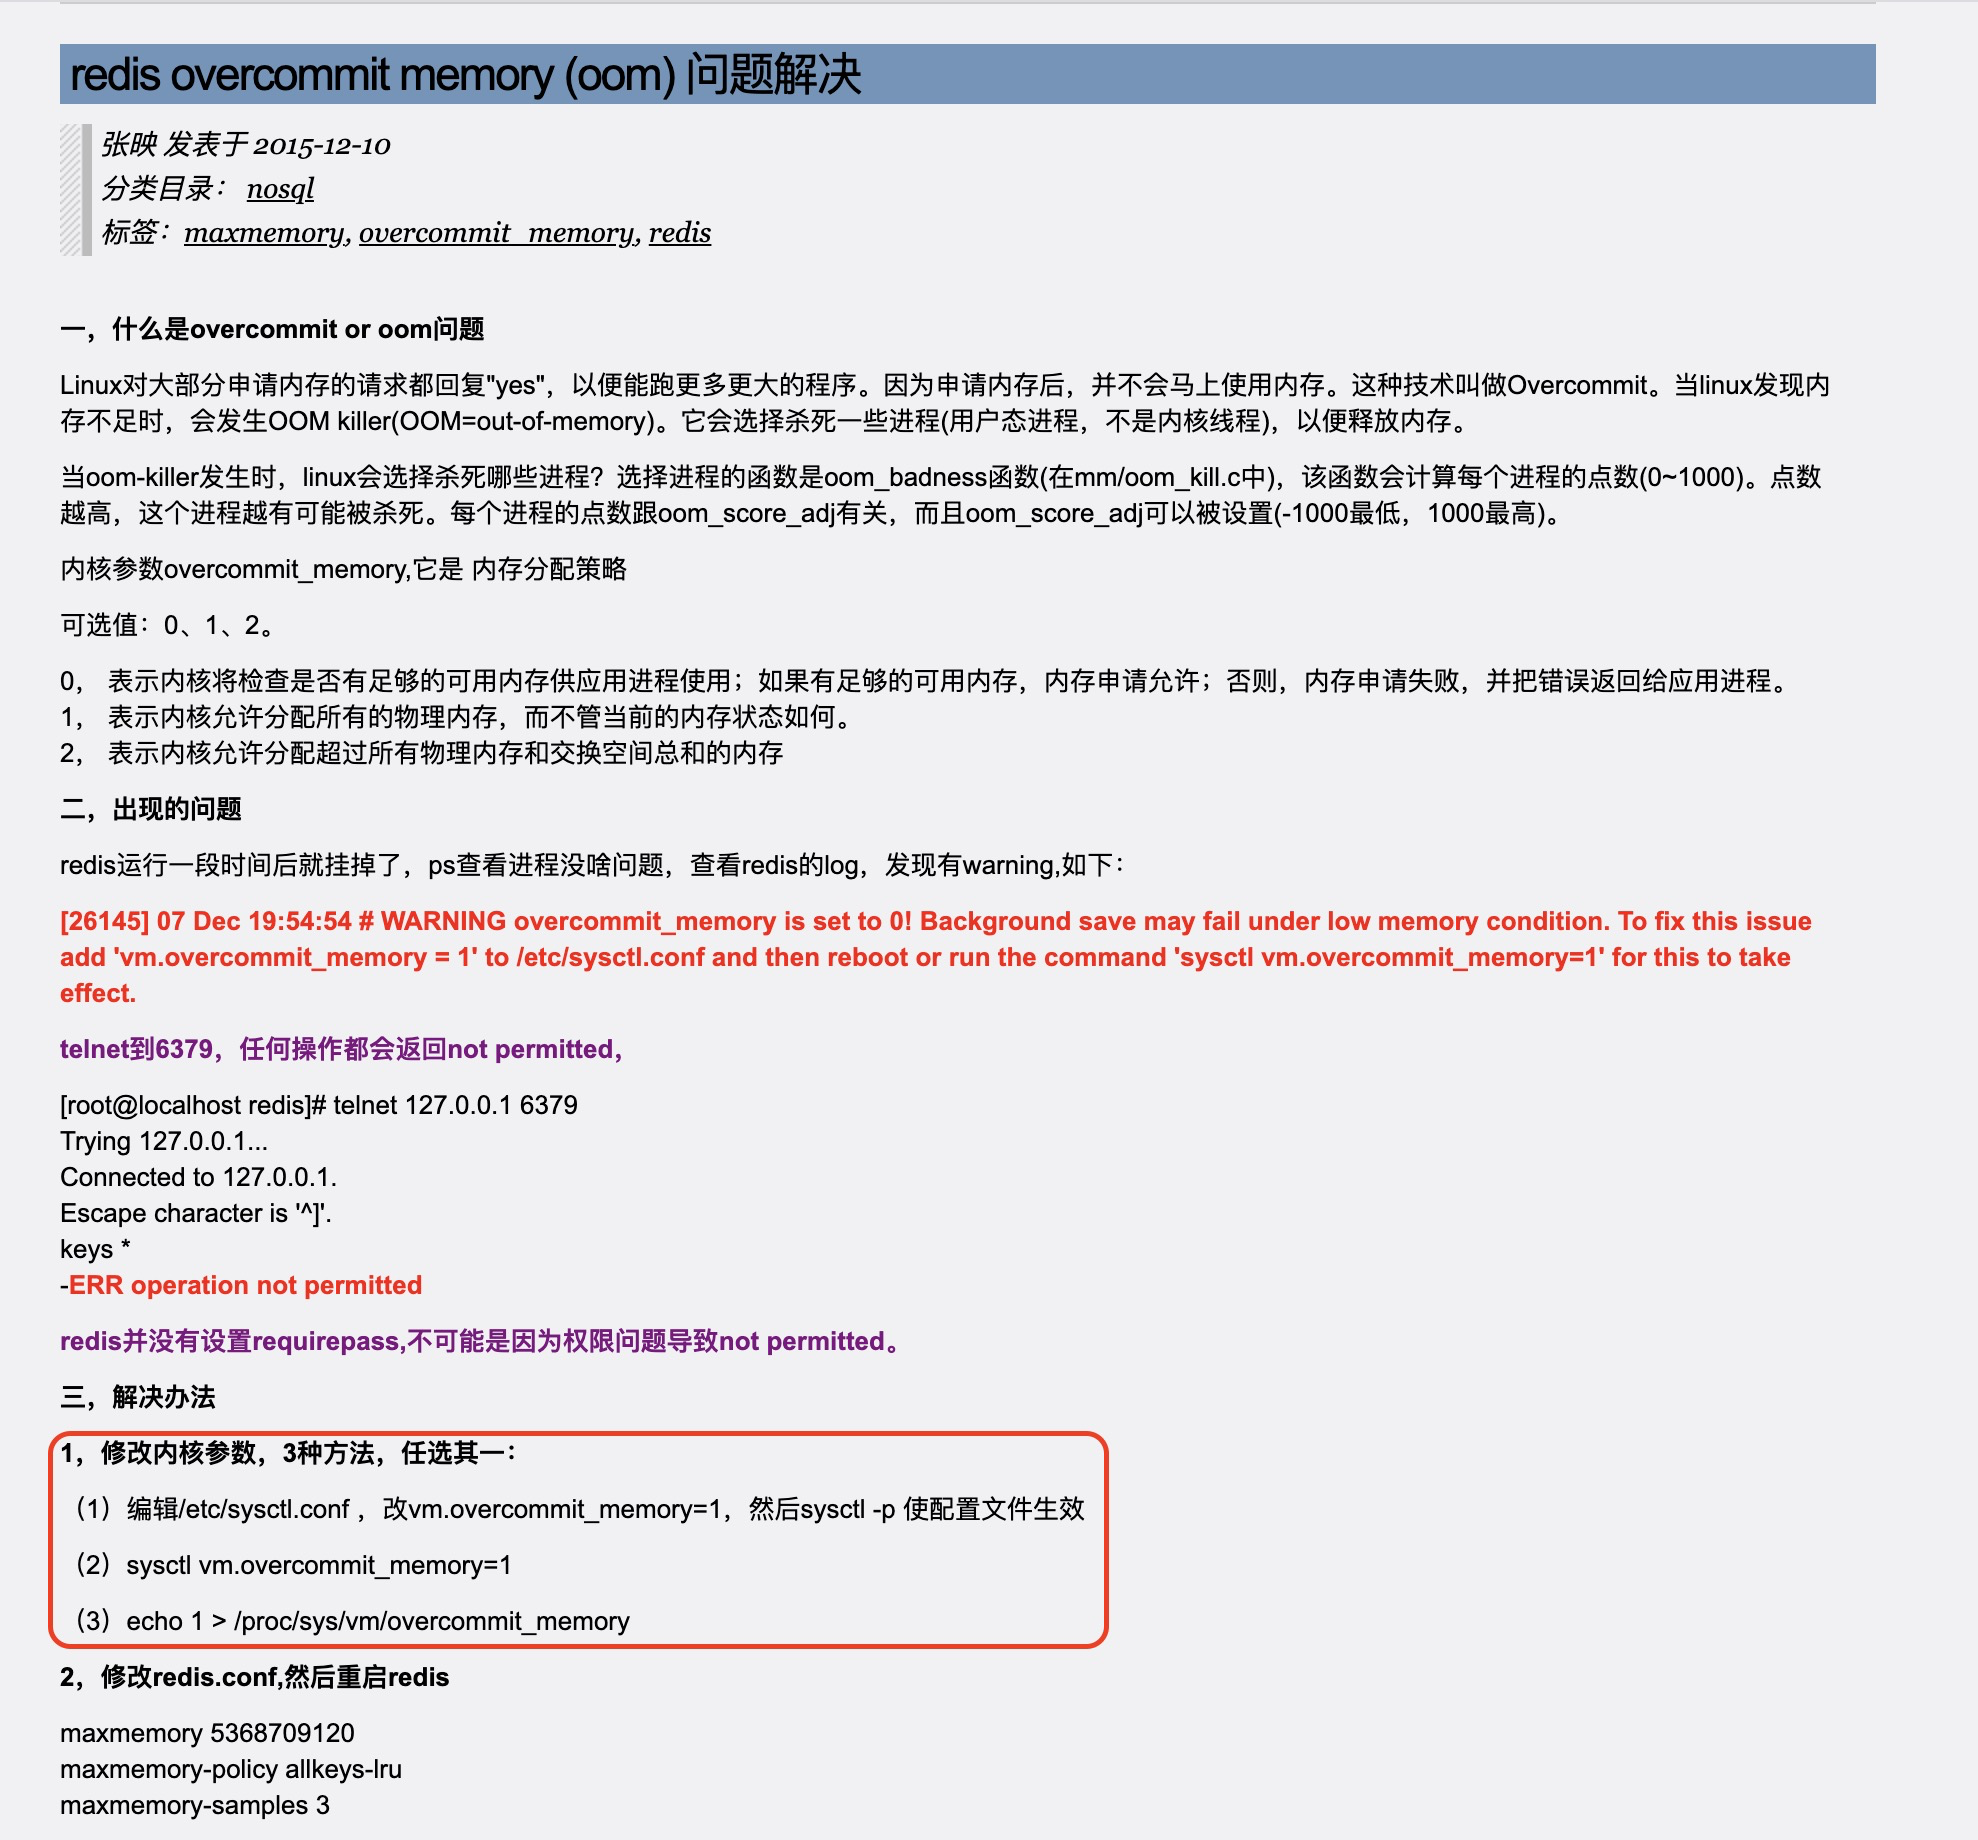 redis overcommit memory (oom) 问题解决
张映 发表于 2015-12-10
分类目录： nosql
标签：maxmemory, overcommit_memory, redis
一，什么是overcommit or oom问题
Linux对大部分申请内存的请求都回复"yes"，以便能跑更多更大的程序。因为申请内存后，并不会马上使用内存。这种技术叫做Overcommit。当linux发现内
存不足时，会发生OOM killer(OOM=out-of-memory)。它会选择杀死一些进程(用户态进程，不是内核线程)，以便释放内存。
当oom-killer发生时，linux会选择杀死哪些进程？选择进程的函数是oom_badness函数(在mm/oom_kill.c中)，该函数会计算每个进程的点数(0~1000)。点数
越高，这个进程越有可能被杀死。每个进程的点数跟oom_score_adj有关，而且oom_score_adj可以被设置(-1000最低，1000最高)。
内核参数overcommit_memory,它是 内存分配策略
可选值：0、1、2。
0， 表示内核将检查是否有足够的可用内存供应用进程使用；如果有足够的可用内存，内存申请允许；否则，内存申请失败，并把错误返回给应用进程。
1， 表示内核允许分配所有的物理内存，而不管当前的内存状态如何。
2， 表示内核允许分配超过所有物理内存和交换空间总和的内存
二，出现的问题
redis运行一段时间后就挂掉了，ps查看进程没啥问题，查看redis的log，发现有warning,如下：
[26145] 07 Dec 19:54:54 # WARNING overcommit_memory is set to 0! Background save may fail under low memory condition. To fix this issue
add 'vm.overcommit_memory = 1' to /etc/sysctl.conf and then reboot or run the command 'sysctl vm.overcommit_memory=1' for this to take
effect.
telnet到6379，任何操作都会返回not permitted，
[root@localhost redis]# telnet 127.0.0.1 6379
Trying 127.0.0.1...
Connected to 127.0.0.1.
Escape character is '^]'.
keys *
-ERR operation not permitted
redis并没有设置requirepass,不可能是因为权限问题导致not permitted。
三，解决办法
1，修改内核参数，3种方法，任选其一：
（1）编辑/etc/sysctl.conf ，改vm.overcommit_memory=1，然后sysctl -p 使配置文件生效
（2）sysctl vm.overcommit_memory=1
（3）echo 1 > /proc/sys/vm/overcommit_memory
2，修改redis.conf,然后重启redis
maxmemory 5368709120
maxmemory-policy allkeys-lru
maxmemory-samples 3